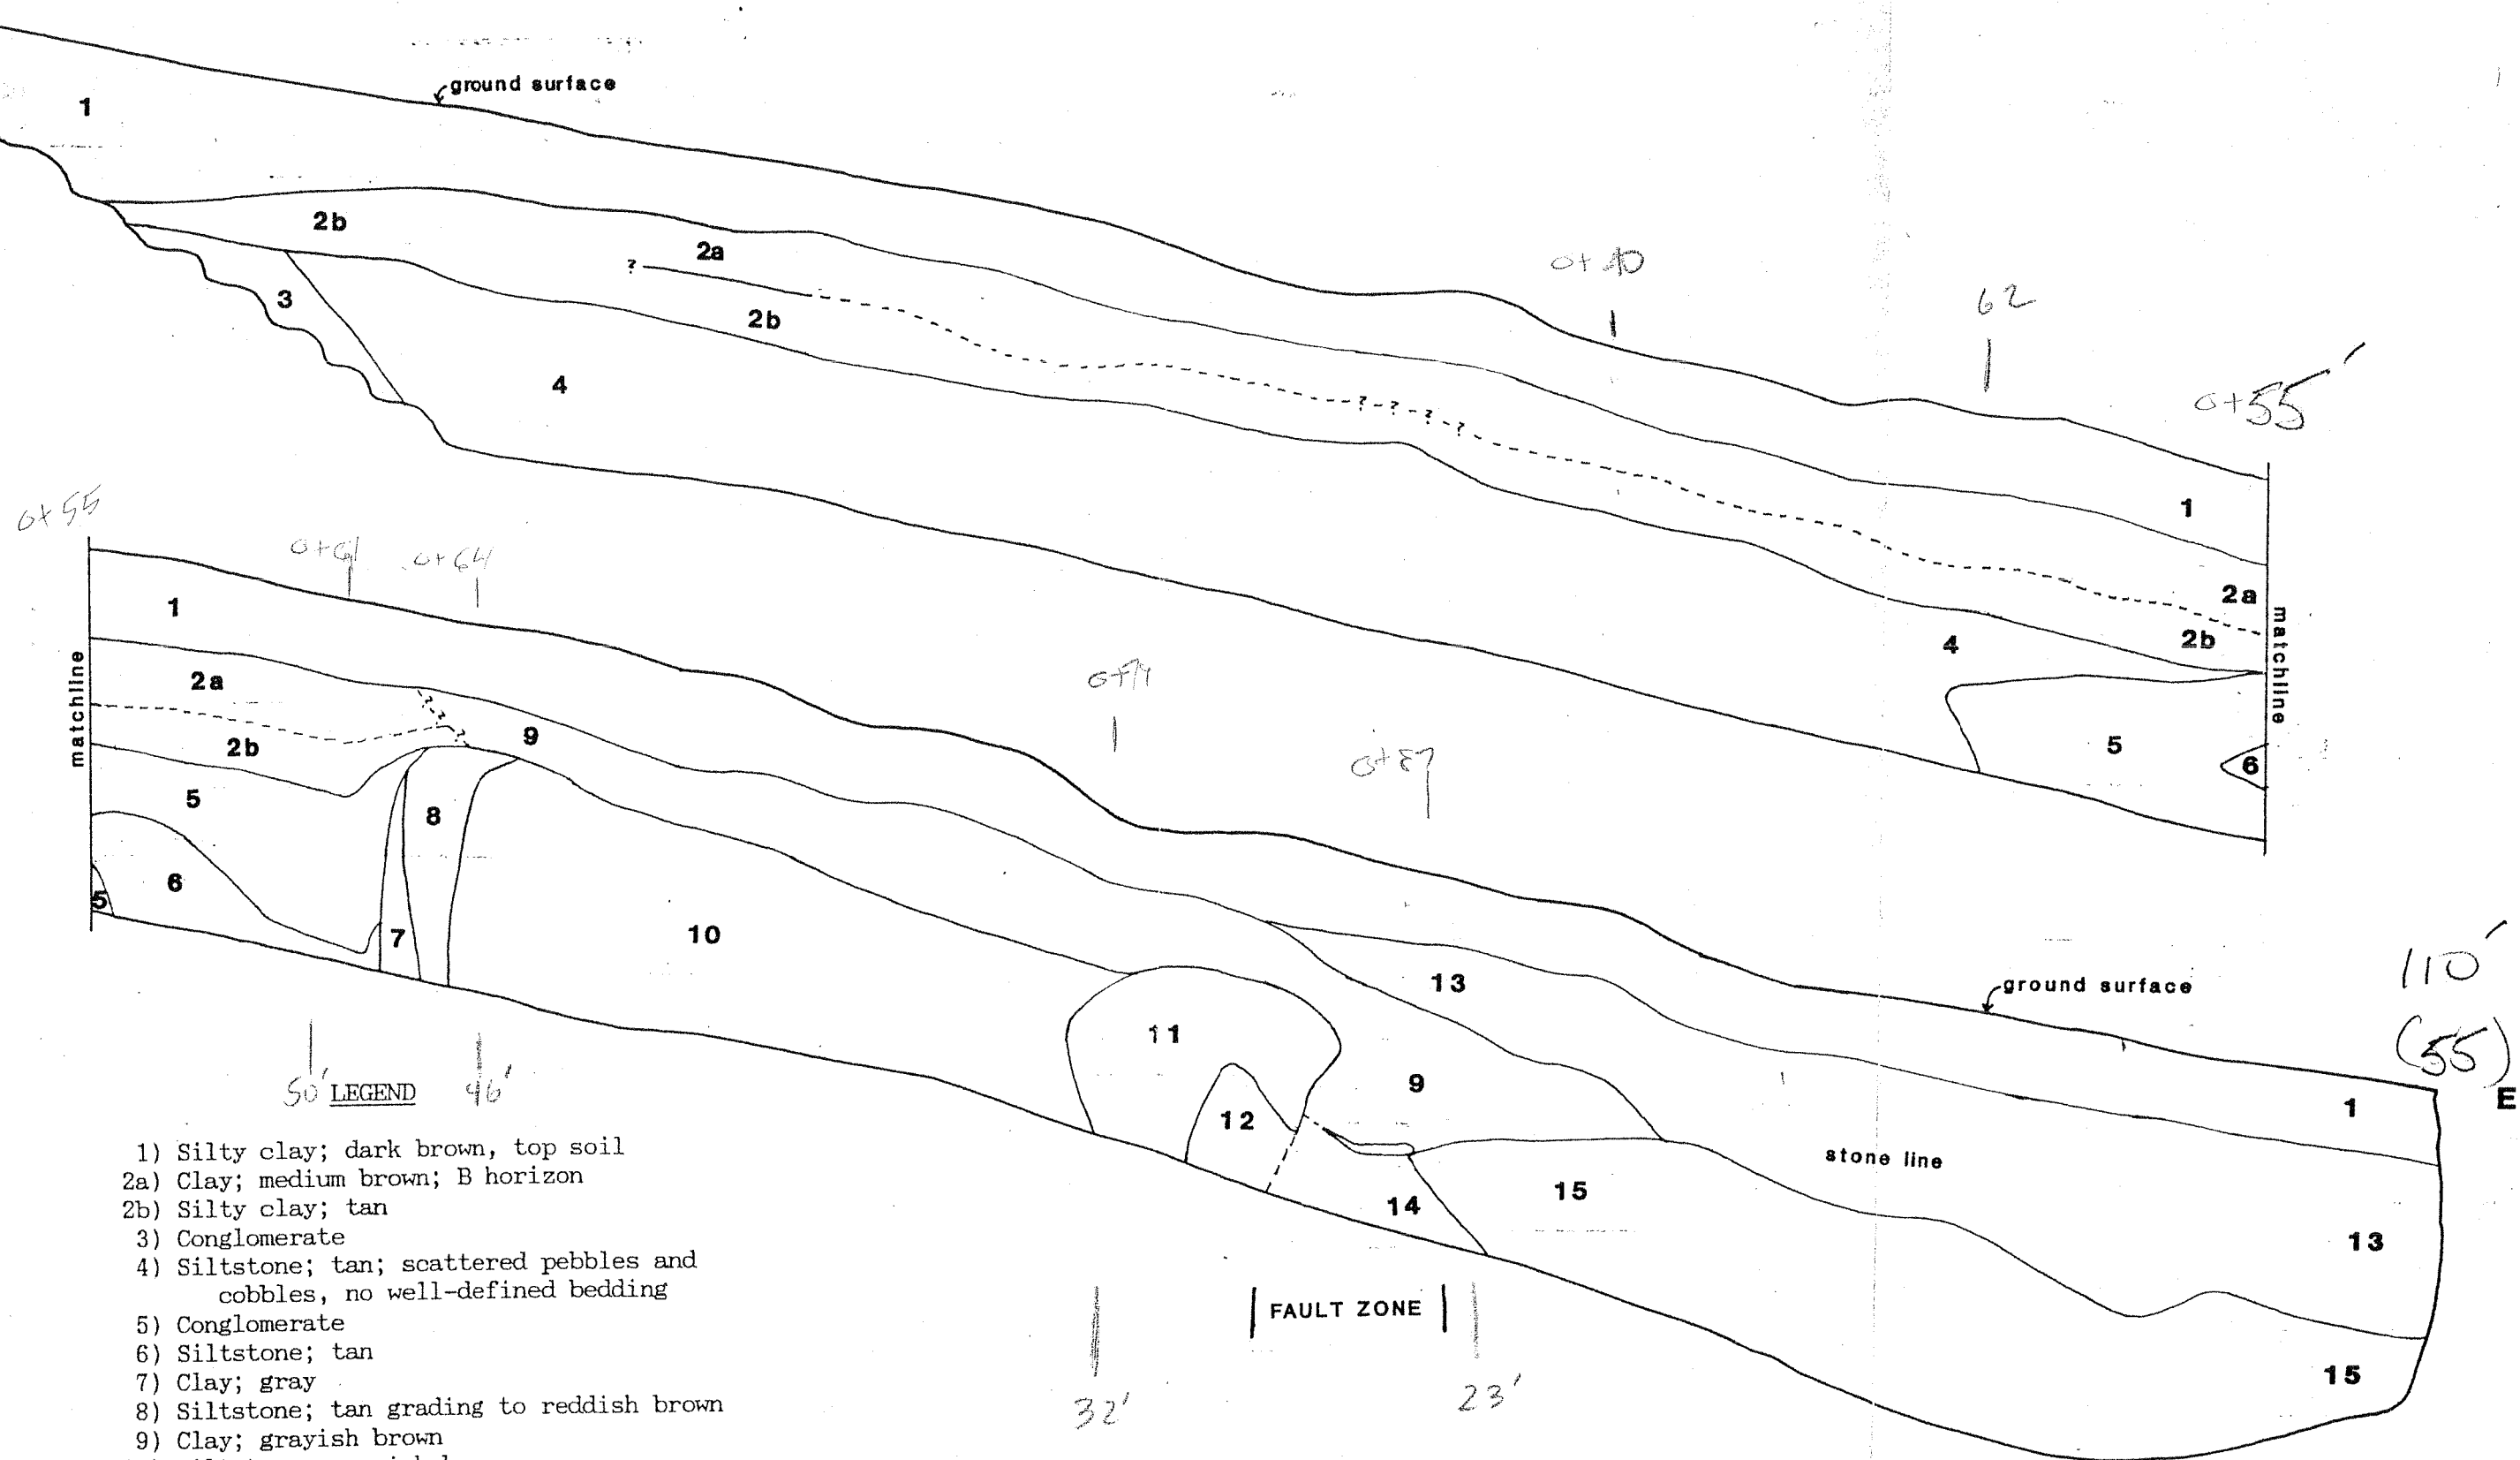 ground surface
1
2b
2a
3
2b
4
62
0+55'
1
2a
2b
4
5
6
matchline
0+55
0+61
0+64
matchline
1
2a
2b
9
5
8
6
5
7
10
11
12
13
9
14
15
ground surface
110'
(55)
E
1
stone line
13
15
FAULT ZONE
32'
23'
50'
46'
LEGEND
1) Silty clay; dark brown, top soil
2a) Clay; medium brown; B horizon
2b) Silty clay; tan
3) Conglomerate
4) Siltstone; tan; scattered pebbles and
cobbles, no well-defined bedding
5) Conglomerate
6) Siltstone; tan
7) Clay; gray
8) Siltstone; tan grading to reddish brown
9) Clay; grayish brown